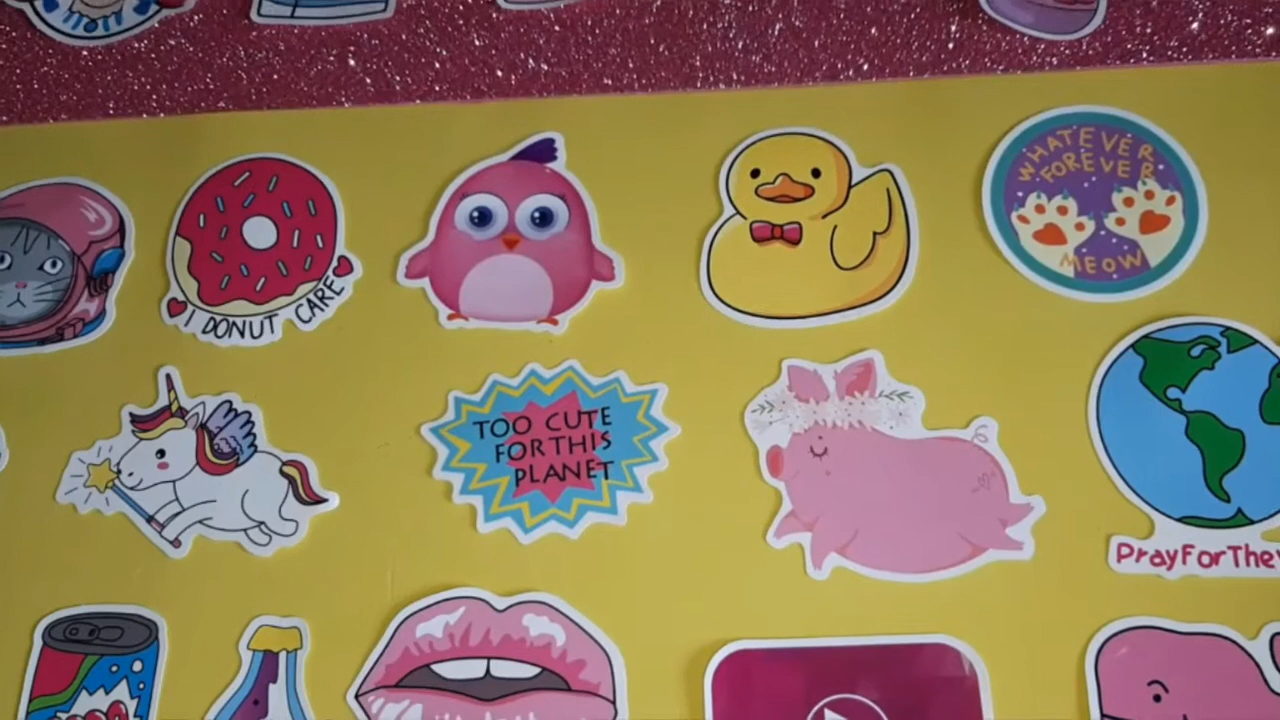 I DONUT CARE
WHATEVER
FOREVER
MEOW
TOO CUTE
FOR THIS
PLANET
PrayForThe